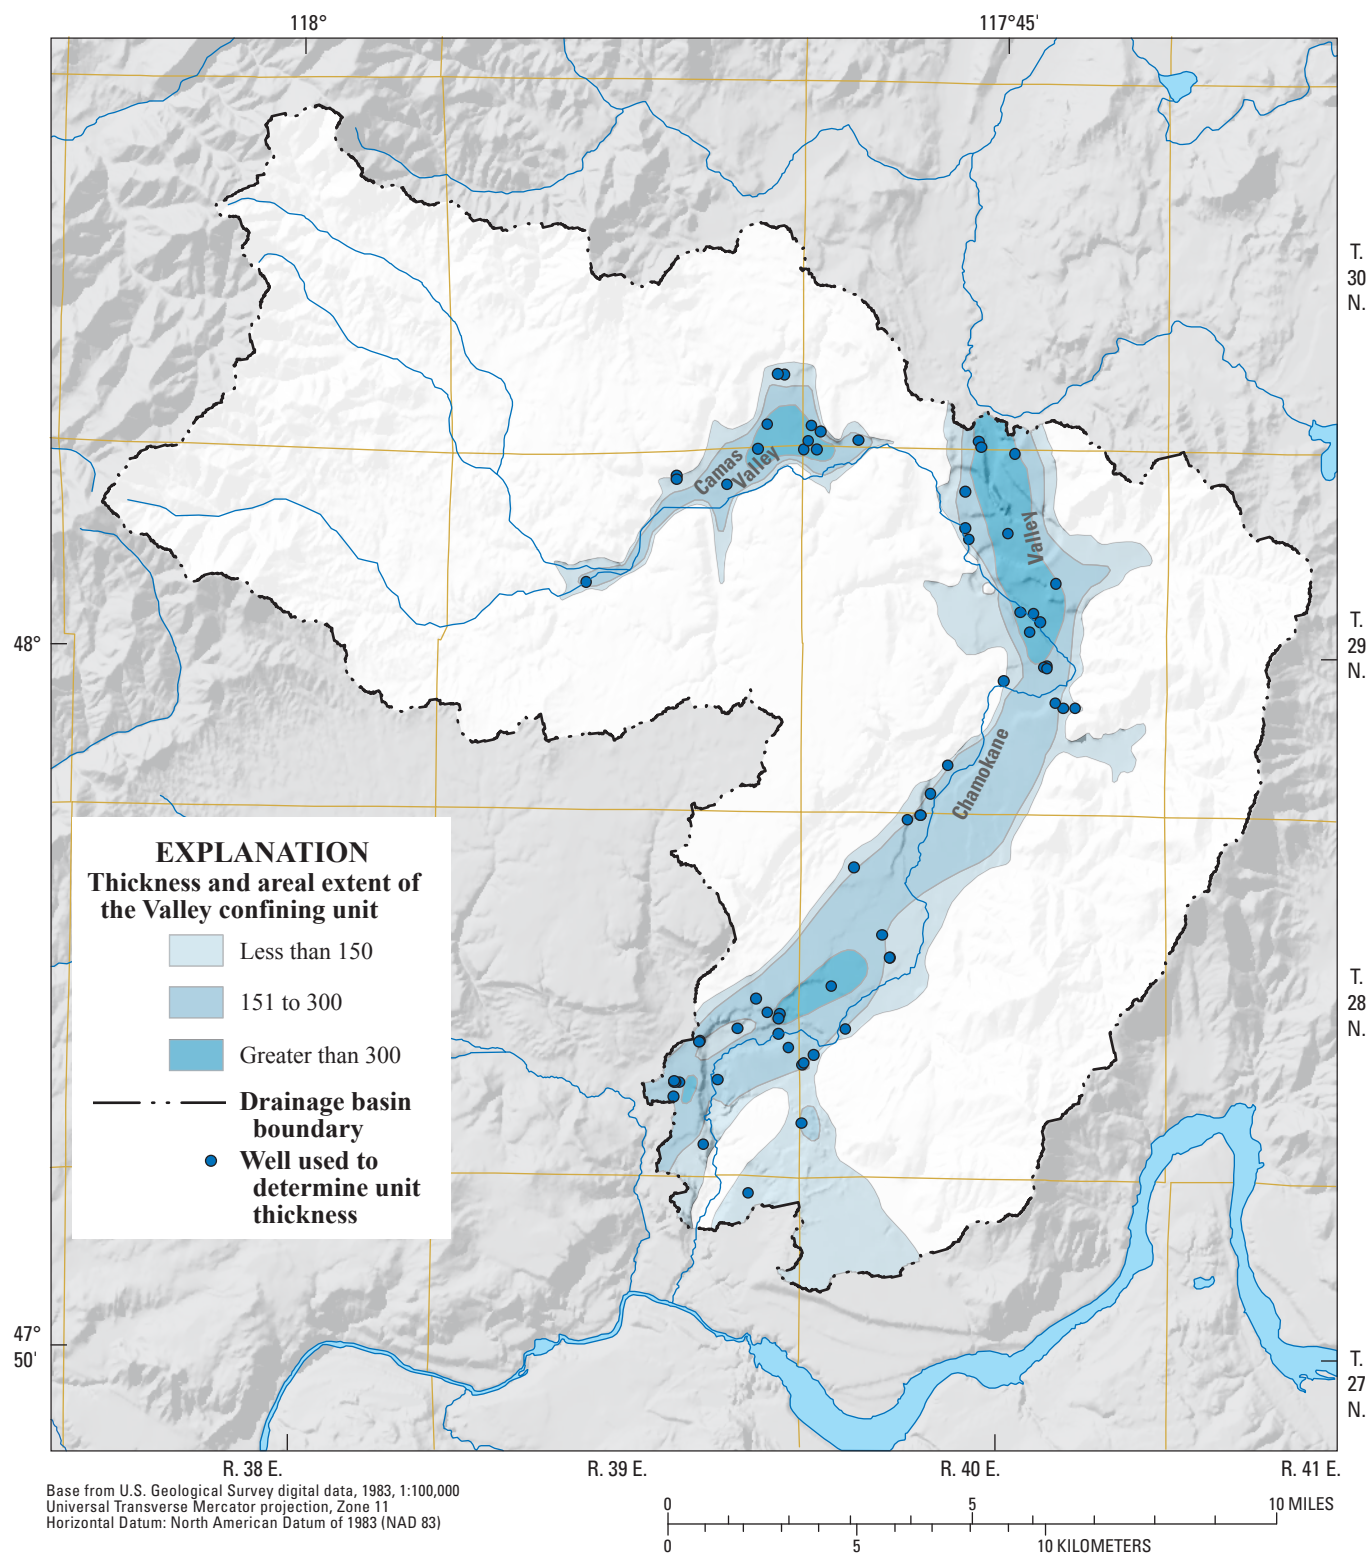 118°
117°45'
T.
30
N.
Camas
Valley
Valley
48°
T.
29
N.
Chamokane
EXPLANATION
Thickness and areal extent of
the Valley confining unit
Less than 150
151 to 300
Greater than 300
Drainage basin
boundary
Well used to
determine unit
thickness
T.
28
N.
47°
50'
T.
27
N.
R. 38 E.
R. 39 E.
R. 40 E.
R. 41 E.
Base from U.S. Geological Survey digital data, 1983, 1:100,000
Universal Transverse Mercator projection, Zone 11
Horizontal Datum: North American Datum of 1983 (NAD 83)
0 5 10 MILES
0 5 10 KILOMETERS